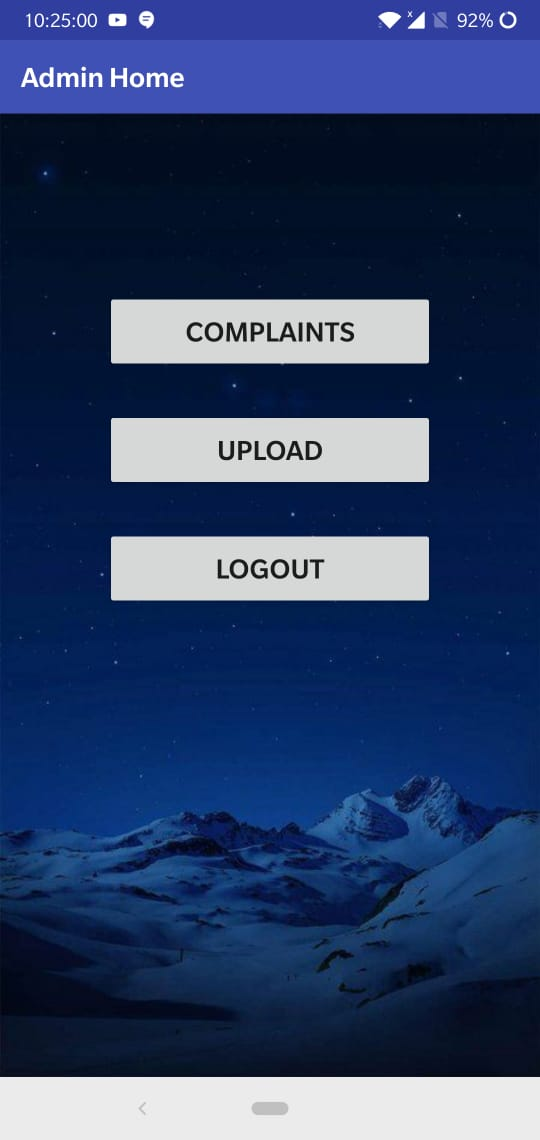 10:25:00
92%
Admin Home
COMPLAINTS
UPLOAD
LOGOUT